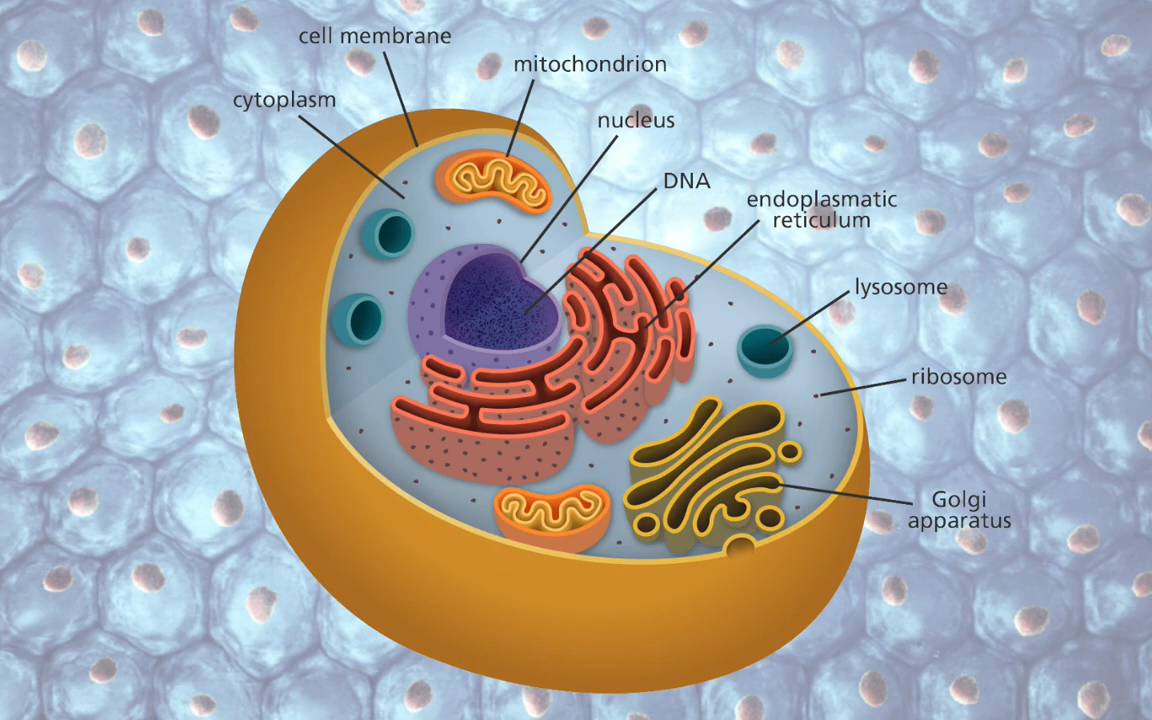 cell membrane
mitochondrion
cytoplasm
nucleus
DNA
endoplasmatic
reticulum
lysosome
ribosome
Golgi
apparatus